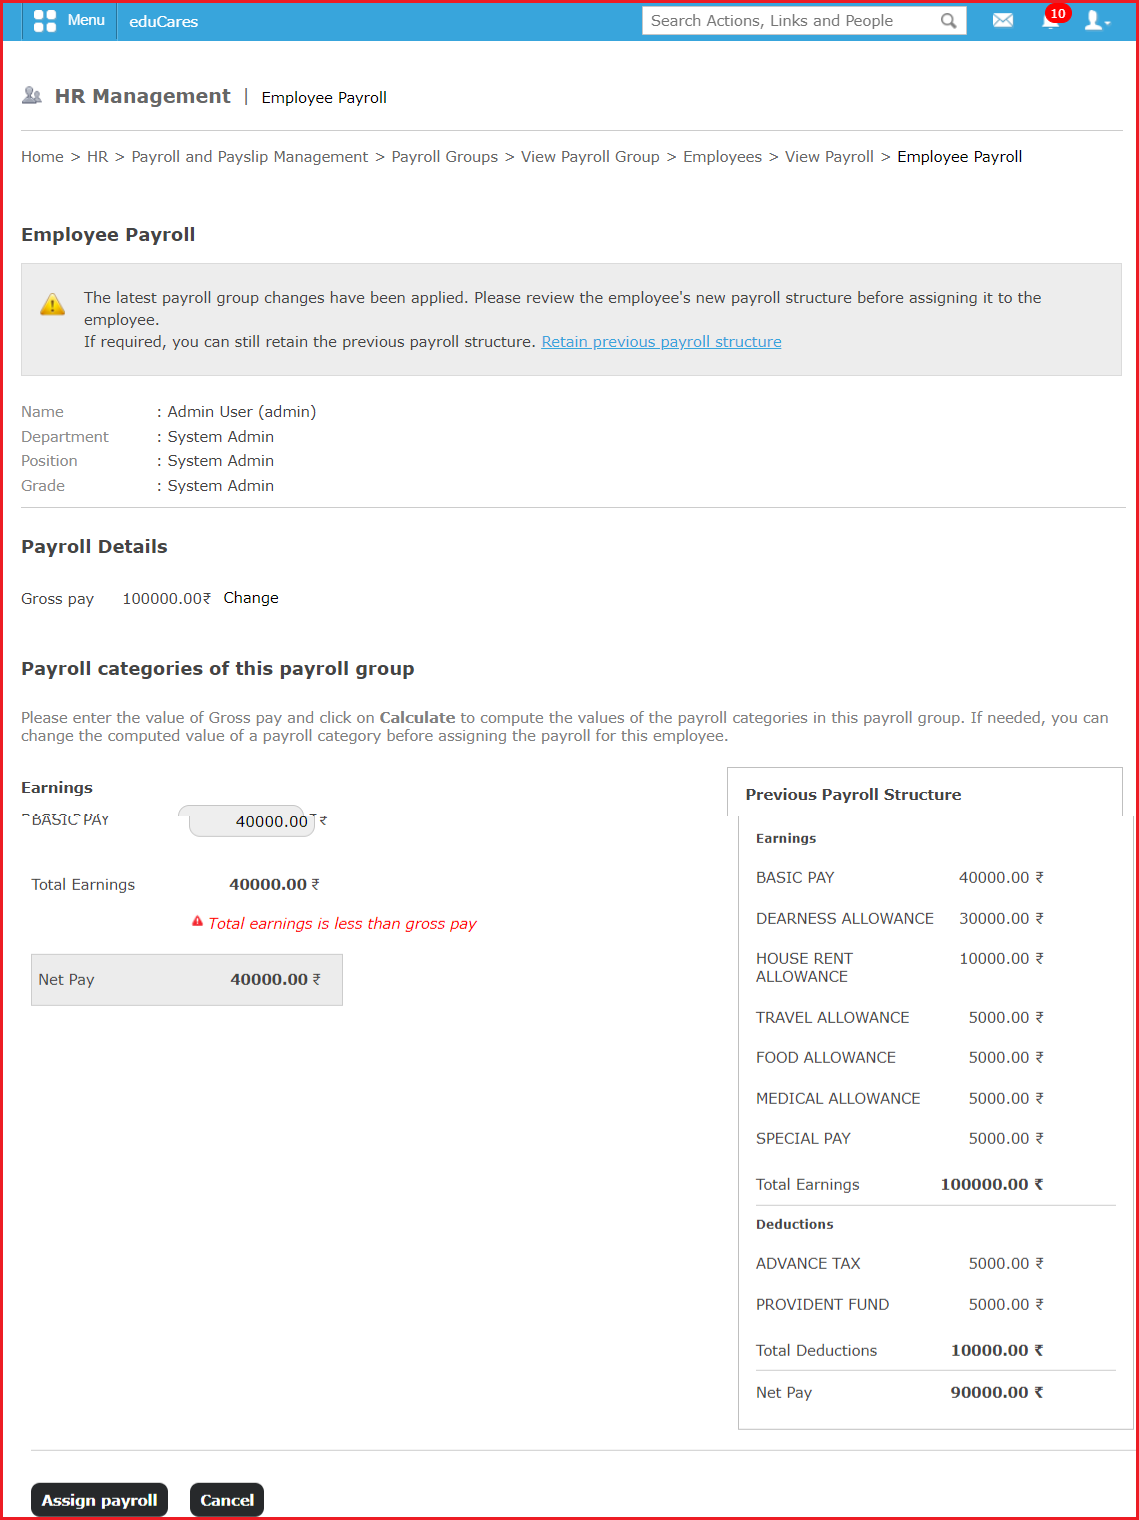 Menu eduCares Search Actions, Links and People 10
HR Management | Employee Payroll
Home > HR > Payroll and Payslip Management > Payroll Groups > View Payroll Group > Employees > View Payroll > Employee Payroll
Employee Payroll
The latest payroll group changes have been applied. Please review the employee's new payroll structure before assigning it to the
employee.
If required, you can still retain the previous payroll structure. Retain previous payroll structure
Name : Admin User (admin)
Department : System Admin
Position : System Admin
Grade : System Admin
Payroll Details
Gross pay 100000.00₹ Change
Payroll categories of this payroll group
Please enter the value of Gross pay and click on Calculate to compute the values of the payroll categories in this payroll group. If needed, you can
change the computed value of a payroll category before assigning the payroll for this employee.
Earnings
BASIC PAY 40000.00 ₹
Total Earnings 40000.00 ₹
Total earnings is less than gross pay
Net Pay 40000.00 ₹
Previous Payroll Structure
Earnings
BASIC PAY 40000.00 ₹
DEARNESS ALLOWANCE 30000.00 ₹
HOUSE RENT 10000.00 ₹
ALLOWANCE
TRAVEL ALLOWANCE 5000.00 ₹
FOOD ALLOWANCE 5000.00 ₹
MEDICAL ALLOWANCE 5000.00 ₹
SPECIAL PAY 5000.00 ₹
Total Earnings 100000.00 ₹
Deductions
ADVANCE TAX 5000.00 ₹
PROVIDENT FUND 5000.00 ₹
Total Deductions 10000.00 ₹
Net Pay 90000.00 ₹
Assign payroll Cancel